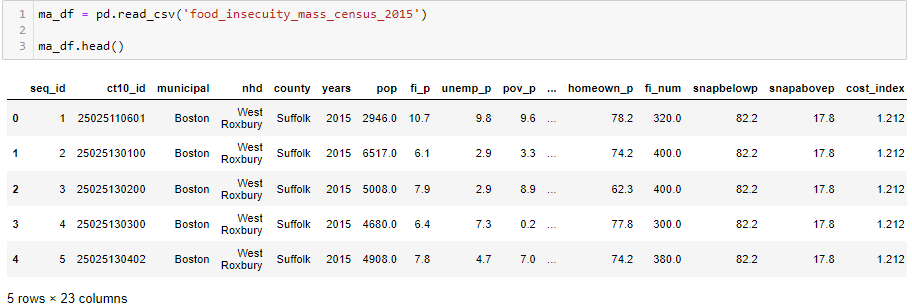 1 ma_df = pd.read_csv('food_insecurity_mass_census_2015')
2
3 ma_df.head()
seq_id ct10_id municipal nhd county years pop fi_p unemp_p pov_p ... homeown_p fi_num snapbelowp snapabovep cost_index
0 1 25025110601 Boston West Roxbury Suffolk 2015 2946.0 10.7 9.8 9.6 ... 78.2 320.0 82.2 17.8 1.212
1 2 25025130100 Boston West Roxbury Suffolk 2015 6517.0 6.1 2.9 3.3 ... 74.2 400.0 82.2 17.8 1.212
2 3 25025130200 Boston West Roxbury Suffolk 2015 5008.0 7.9 2.9 8.9 ... 62.3 400.0 82.2 17.8 1.212
3 4 25025130300 Boston West Roxbury Suffolk 2015 4680.0 6.4 7.3 0.2 ... 77.8 300.0 82.2 17.8 1.212
4 5 25025130402 Boston West Roxbury Suffolk 2015 4908.0 7.8 4.7 7.0 ... 74.2 380.0 82.2 17.8 1.212
5 rows × 23 columns